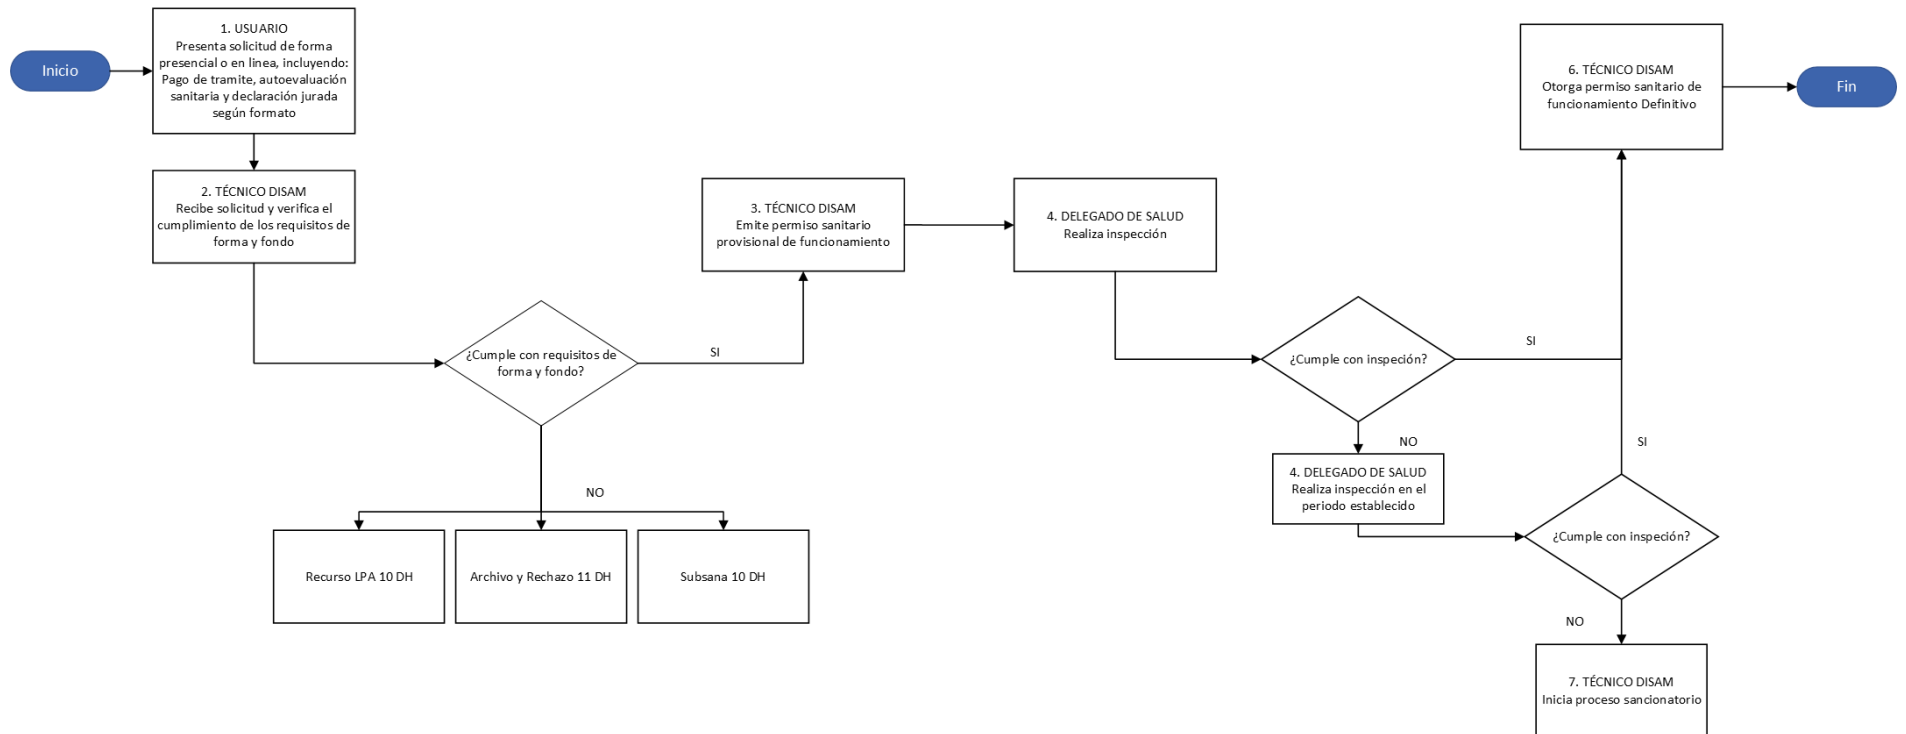 Inicio
1. USUARIO
Presenta solicitud de forma
presencial o en linea, incluyendo:
Pago de tramite, autoevaluación
sanitaria y declaración jurada
según formato
2. TÉCNICO DISAM
Recibe solicitud y verifica el
cumplimiento de los requisitos de
forma y fondo
¿Cumple con requisitos de
forma y fondo?
SI
NO
Recurso LPA 10 DH
Archivo y Rechazo 11 DH
Subsana 10 DH
3. TÉCNICO DISAM
Emite permiso sanitario
provisional de funcionamiento
4. DELEGADO DE SALUD
Realiza inspección
¿Cumple con inspeción?
SI
NO
4. DELEGADO DE SALUD
Realiza inspección en el
periodo establecido
¿Cumple con inspeción?
SI
NO
6. TÉCNICO DISAM
Otorga permiso sanitario de
funcionamiento Definitivo
Fin
7. TÉCNICO DISAM
Inicia proceso sancionatorio